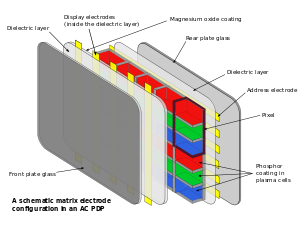 Display electrodes
(inside the dielectric layer)
Magnesium oxide coating
Dielectric layer
Rear plate glass
Dielectric layer
Address electrode
Pixel
Phosphor
coating in
plasma cells
Front plate glass
A schematic matrix electrode
configuration in an AC PDP